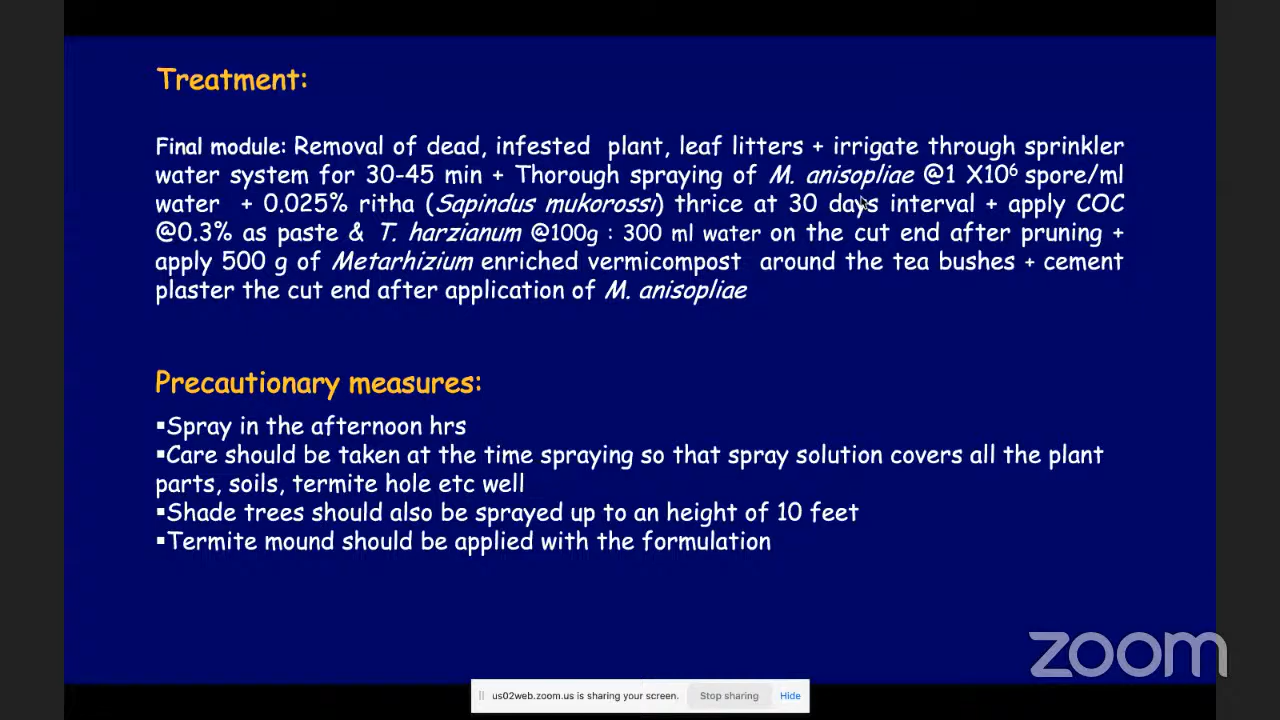 Treatment:
Final module: Removal of dead, infested plant, leaf litters + irrigate through sprinkler
water system for 30-45 min + Thorough spraying of M. anisopliae @1 X10⁶ spore/ml
water + 0.025% ritha (Sapindus mukorossi) thrice at 30 days interval + apply COC
@0.3% as paste & T. harzianum @100g : 300 ml water on the cut end after pruning +
apply 500 g of Metarhizium enriched vermicompost around the tea bushes + cement
plaster the cut end after application of M. anisopliae
Precautionary measures:
▪Spray in the afternoon hrs
▪Care should be taken at the time spraying so that spray solution covers all the plant
parts, soils, termite hole etc well
▪Shade trees should also be sprayed up to an height of 10 feet
▪Termite mound should be applied with the formulation
zoom
us02web.zoom.us is sharing your screen. Stop sharing Hide